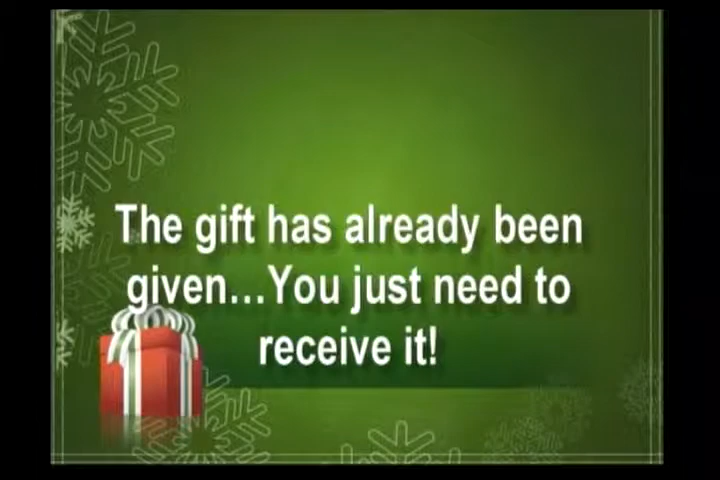 The gift has already been
given...You just need to
receive it!